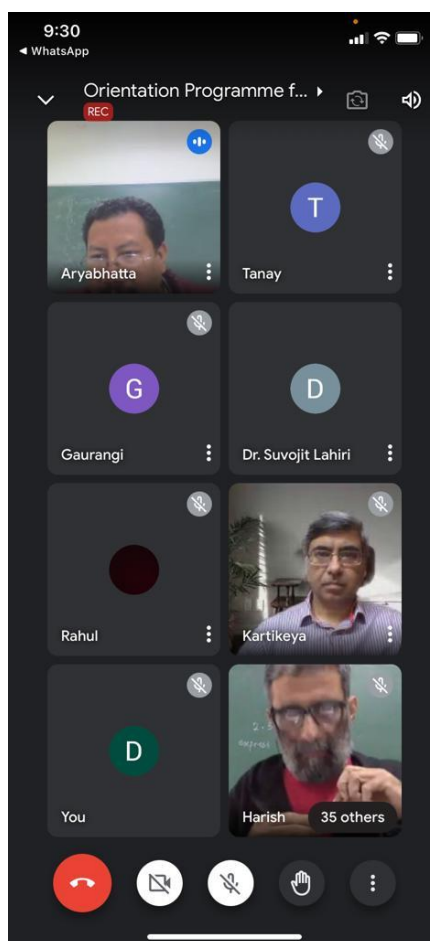 9:30
◄ WhatsApp
Orientation Programme f...
REC
Aryabhatta
T
Tanay
G
Gaurangi
D
Dr. Suvojit Lahiri
Rahul
Kartikeya
D
You
Harish
35 others